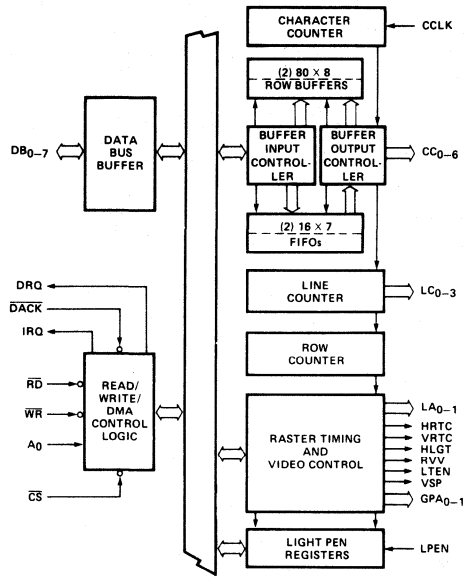 CHARACTER
COUNTER
CCLK
(2) 80 × 8
ROW BUFFERS
DB0–7
DATA
BUS
BUFFER
BUFFER
INPUT
CONTROL-
LER
BUFFER
OUTPUT
CONTROL-
LER
CC0–6
(2) 16 × 7
FIFOs
DRQ
DACK
IRQ
LINE
COUNTER
LC0–3
ROW
COUNTER
RD
WR
A0
CS
READ/
WRITE/
DMA
CONTROL
LOGIC
RASTER TIMING
AND
VIDEO CONTROL
LA0–1
HRTC
VRTC
HLGT
RVV
LTEN
VSP
GPA0–1
LIGHT PEN
REGISTERS
LPEN